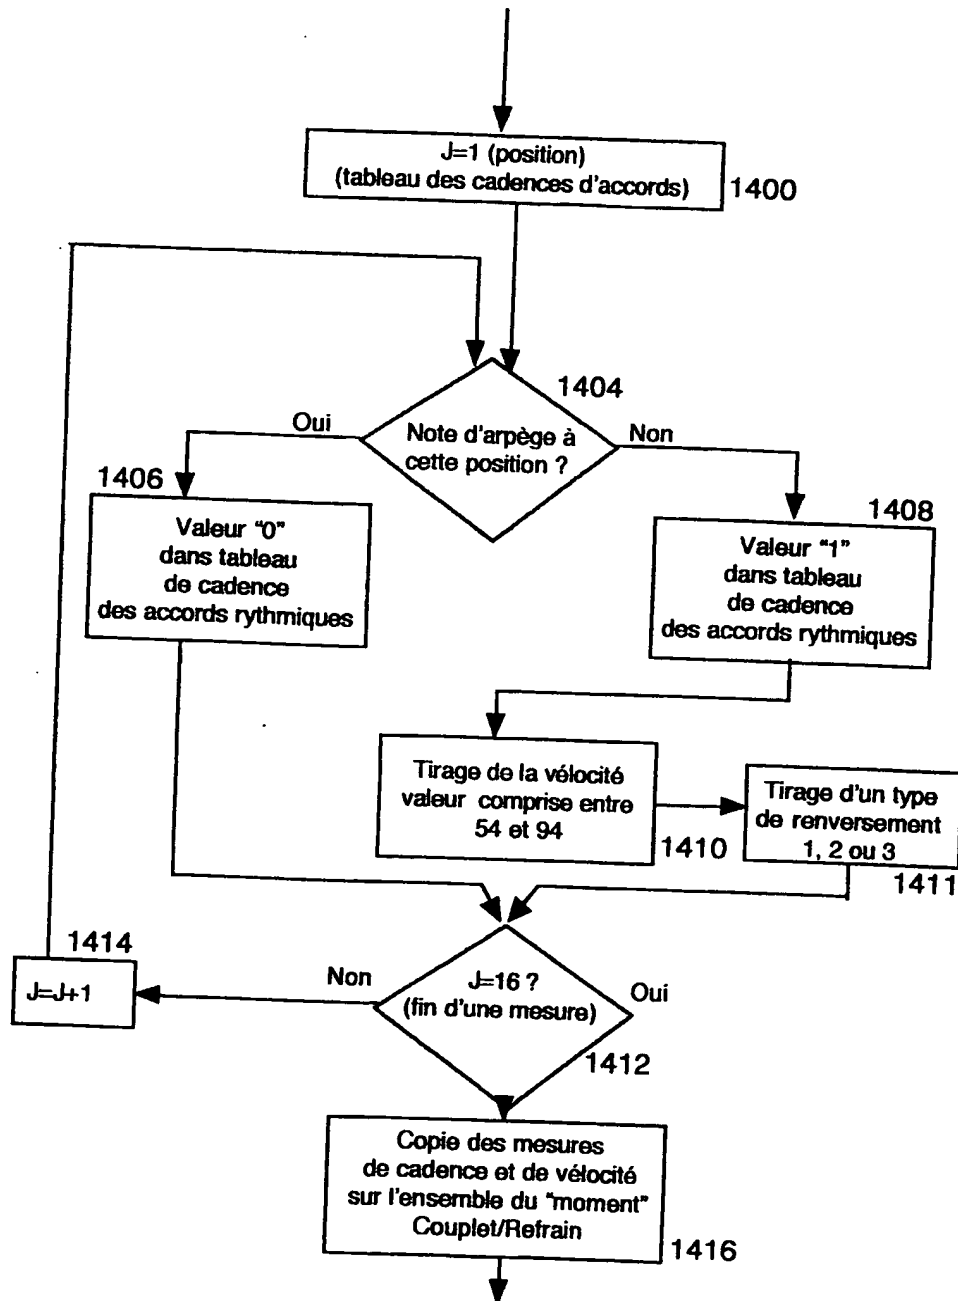 J=1 (position)
(tableau des cadences d'accords)
1400
1404
Oui
Note d'arpège à
cette position ?
Non
1406
Valeur "0"
dans tableau
de cadence
des accords rythmiques
1408
Valeur "1"
dans tableau
de cadence
des accords rythmiques
Tirage de la vélocité
valeur comprise entre
54 et 94
1410
Tirage d'un type
de renversement
1, 2 ou 3
1411
1414
J=J+1
Non
J=16 ?
(fin d'une mesure)
Oui
1412
Copie des mesures
de cadence et de vélocité
sur l'ensemble du "moment"
Couplet/Refrain
1416